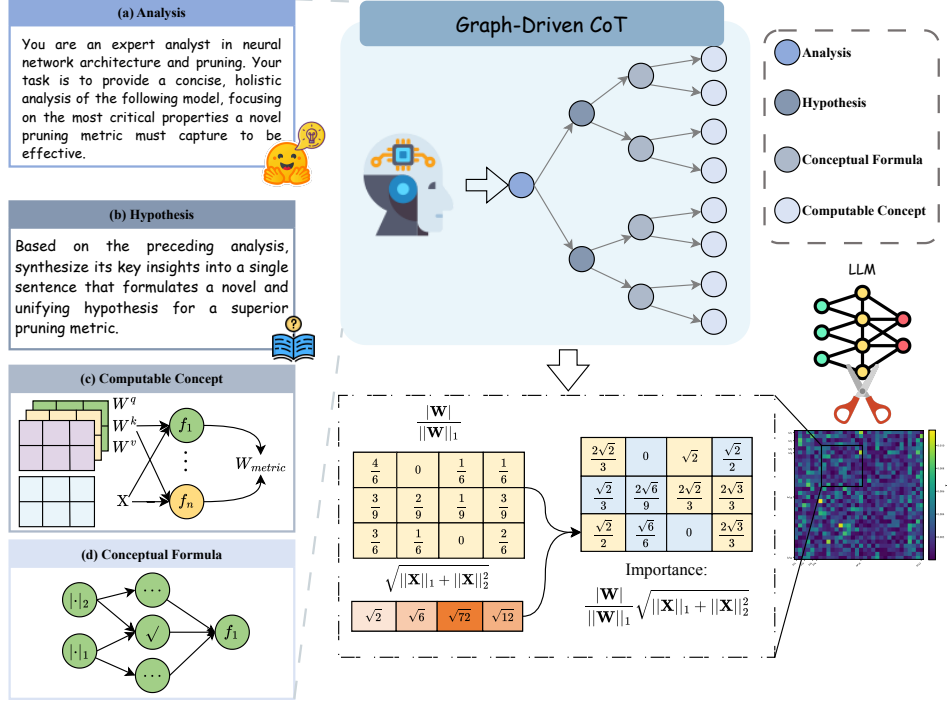 (a) Analysis
You are an expert analyst in neural
network architecture and pruning. Your
task is to provide a concise, holistic
analysis of the following model, focusing
on the most critical properties a novel
pruning metric must capture to be
effective.
(b) Hypothesis
Based on the preceding analysis,
synthesize its key insights into a single
sentence that formulates a novel and
unifying hypothesis for a superior
pruning metric.
?
(c) Computable Concept
W^q
W^k
W^v
X
f_1
⋮
f_n
W_{metric}
(d) Conceptual Formula
|·|_2
|·|_1
···
√
···
f_1
Graph-Driven CoT
Analysis
Hypothesis
Conceptual Formula
Computable Concept
LLM
|W| / ||W||_1
4/6 0 1/6 1/6
3/9 2/9 1/9 3/9
3/6 1/6 0 2/6
√(||X||_1 + ||X||_2^2)
√2 √6 √72 √12
2√2/3 0 √2 √2/2
√2/3 2√6/9 2√2/3 2√3/3
√2/2 √6/6 0 2√3/3
Importance:
|W| / ||W||_1 √(||X||_1 + ||X||_2^2)